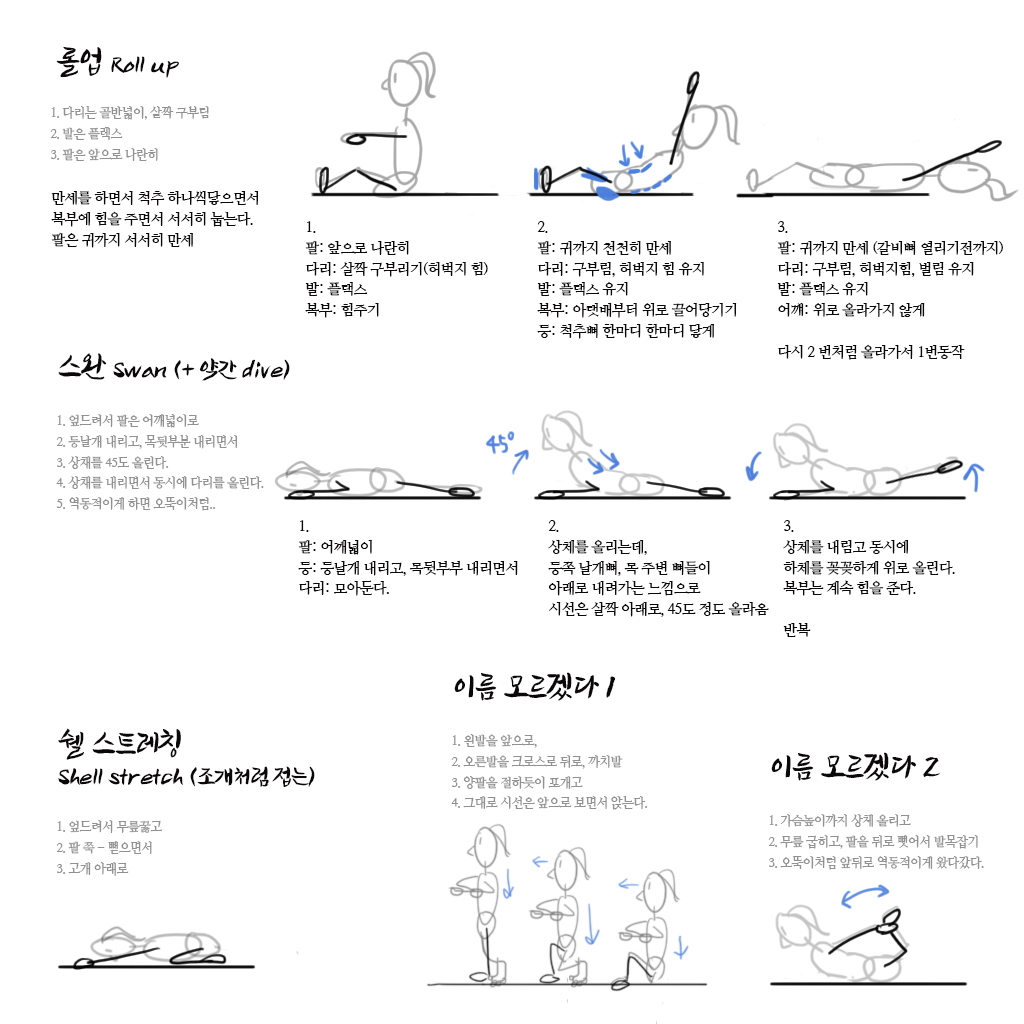 롤업 Roll up
1. 다리는 골반넓이, 살짝 구부림
2. 발은 플렉스
3. 팔은 앞으로 나란히
만세를 하면서 척추 하나씩닿으면서
복부에 힘을 주면서 서서히 눕는다.
팔은 귀까지 서서히 만세
1.
팔: 앞으로 나란히
다리: 살짝 구부리기(허벅지 힘)
발: 플랙스
복부: 힘주기
2.
팔: 귀까지 천천히 만세
다리: 구부림, 허벅지 힘 유지
발: 플랙스 유지
복부: 아랫배부터 위로 끌어당기기
등: 척추뼈 한마디 한마디 닿게
3.
팔: 귀까지 만세 (갈비뼈 열리기전까지)
다리: 구부림, 허벅지힘, 벌림 유지
발: 플랙스 유지
어깨: 위로 올라가지 않게
다시 2 번처럼 올라가서 1번동작
스완 Swan (+ 약간 dive)
1. 엎드려서 팔은 어깨넓이로
2. 등날개 내리고, 목뒷부분 내리면서
3. 상체를 45도 올린다.
4. 상체를 내리면서 동시에 다리를 올린다.
5. 역동적이게 하면 오뚝이처럼..
1.
팔: 어깨넓이
등: 등날개 내리고, 목뒷부부 내리면서
다리: 모아둔다.
45°
2.
상체를 올리는데,
등쪽 날개뼈, 목 주변 뼈들이
아래로 내려가는 느낌으로
시선은 살짝 아래로, 45도 정도 올라옴
3.
상체를 내림고 동시에
하체를 꽂꽂하게 위로 올린다.
복부는 계속 힘을 준다.
반복
쉘 스트레칭
Shell stretch (조개처럼 접는)
1. 엎드려서 무릎꿇고
2. 팔 쭉 - 뻗으면서
3. 고개 아래로
이름 모르겠다 1
1. 왼발을 앞으로,
2. 오른발을 크로스로 뒤로, 까치발
3. 양팔을 절하듯이 포개고
4. 그대로 시선은 앞으로 보면서 앉는다.
이름 모르겠다 2
1. 가슴높이까지 상체 올리고
2. 무릎 굽히고, 팔을 뒤로 뻣어서 발목잡기
3. 오뚝이처럼 앞뒤로 역동적이게 왔다갔다.